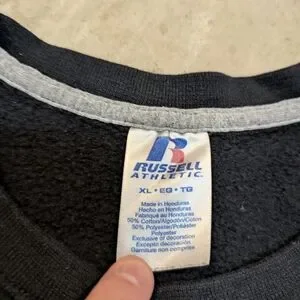 R
RUSSELL
ATHLETIC.
XL • EG • TG
Made in Honduras
Hecho en Honduras
Fabriqué au Honduras
50% Cotton/Algodón/Coton
50% Polyester/Poliéster
Polyester
Exclusive of decoration
Excepto decoración
Garniture non comprise